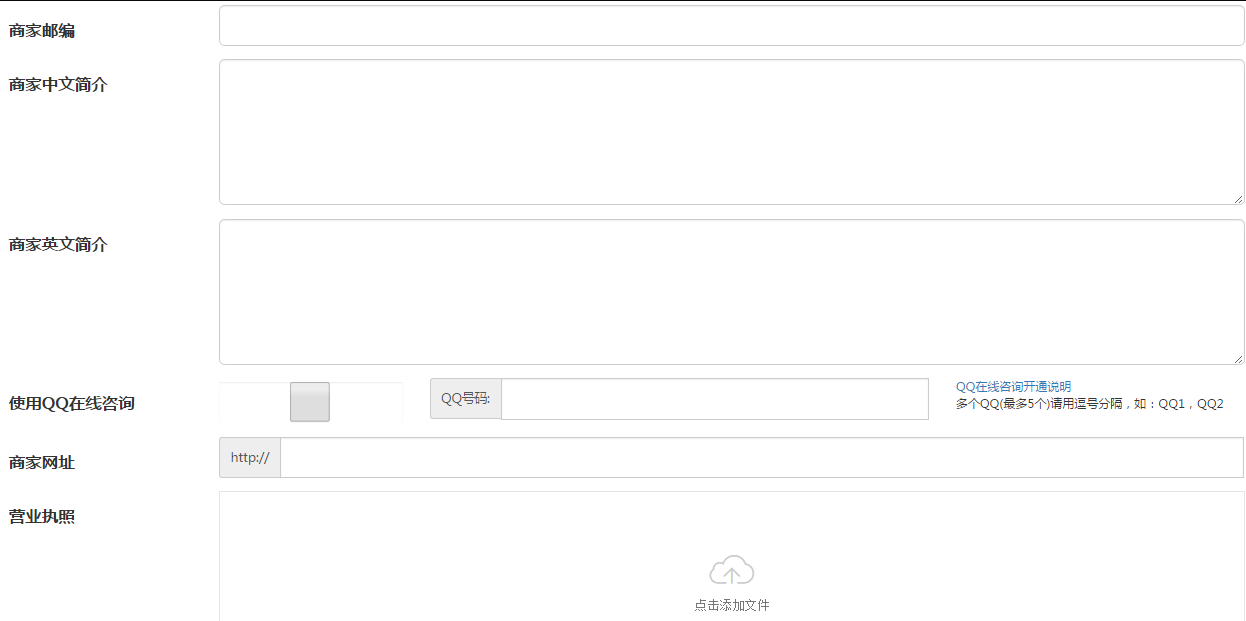 商家邮编
商家中文简介
商家英文简介
使用QQ在线咨询
QQ号码:
QQ在线咨询开通说明
多个QQ(最多5个)请用逗号分隔，如：QQ1，QQ2
商家网址
http://
营业执照
点击添加文件